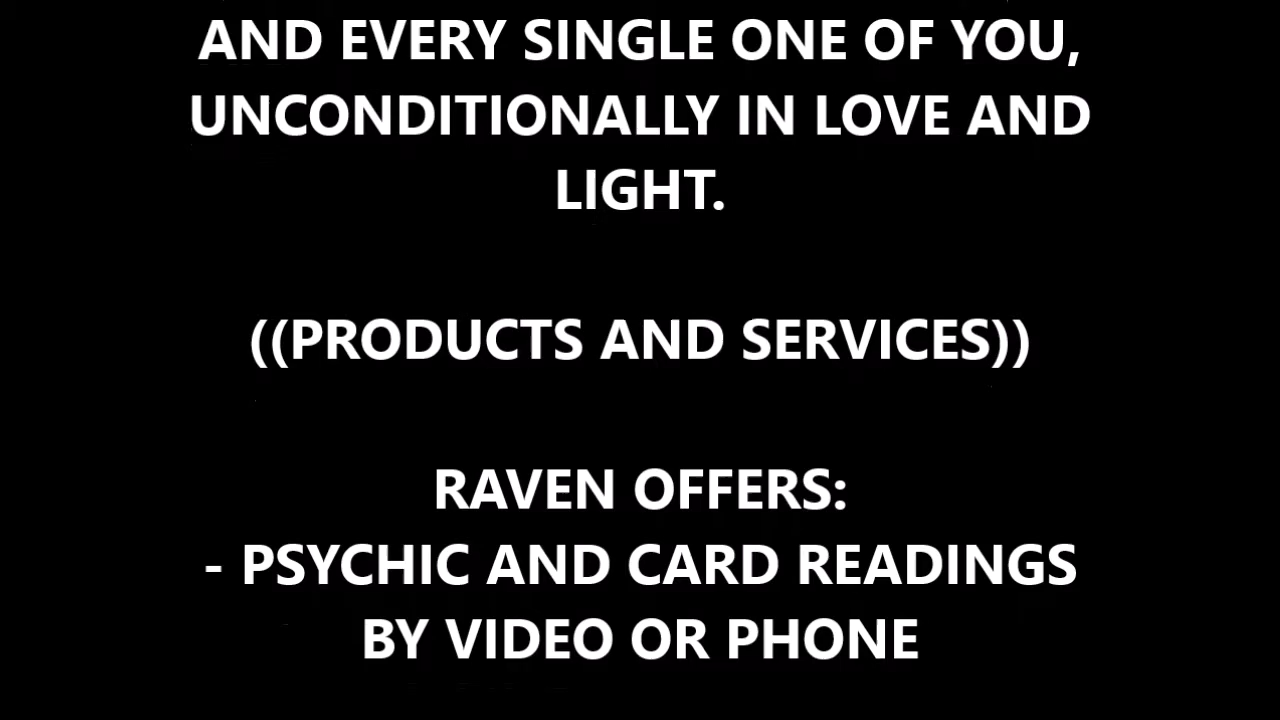 AND EVERY SINGLE ONE OF YOU,
UNCONDITIONALLY IN LOVE AND
LIGHT.
((PRODUCTS AND SERVICES))
RAVEN OFFERS:
- PSYCHIC AND CARD READINGS
BY VIDEO OR PHONE